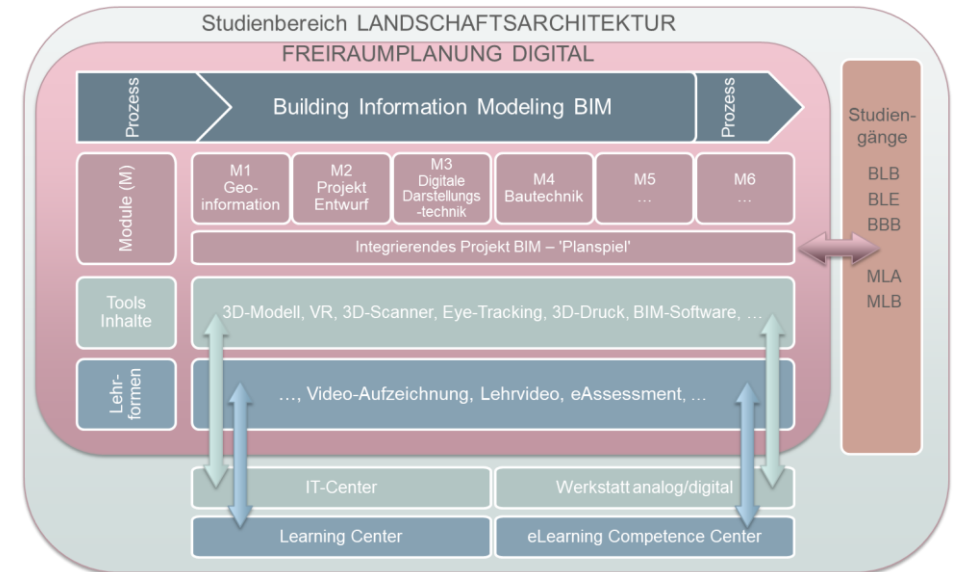 Studienbereich LANDSCHAFTSARCHITEKTUR
FREIRAUMPLANUNG DIGITAL
Prozess
Building Information Modeling BIM
Prozess
Module (M)
M1
Geo-
information
M2
Projekt
Entwurf
M3
Digitale
Darstellungs
-technik
M4
Bautechnik
M5
…
M6
…
Integrierendes Projekt BIM – 'Planspiel'
Tools
Inhalte
3D-Modell, VR, 3D-Scanner, Eye-Tracking, 3D-Druck, BIM-Software, …
Lehr-
formen
…, Video-Aufzeichnung, Lehrvideo, eAssessment, …
IT-Center
Werkstatt analog/digital
Learning Center
eLearning Competence Center
Studien-
gänge
BLB
BLE
BBB
MLA
MLB